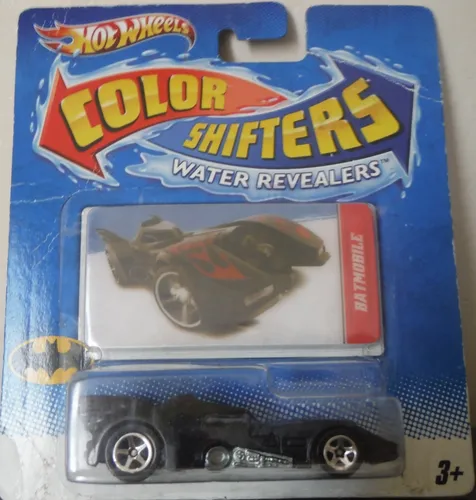 Hot Wheels
COLOR
SHIFTERS
WATER REVEALERS™
BATMOBILE
3+